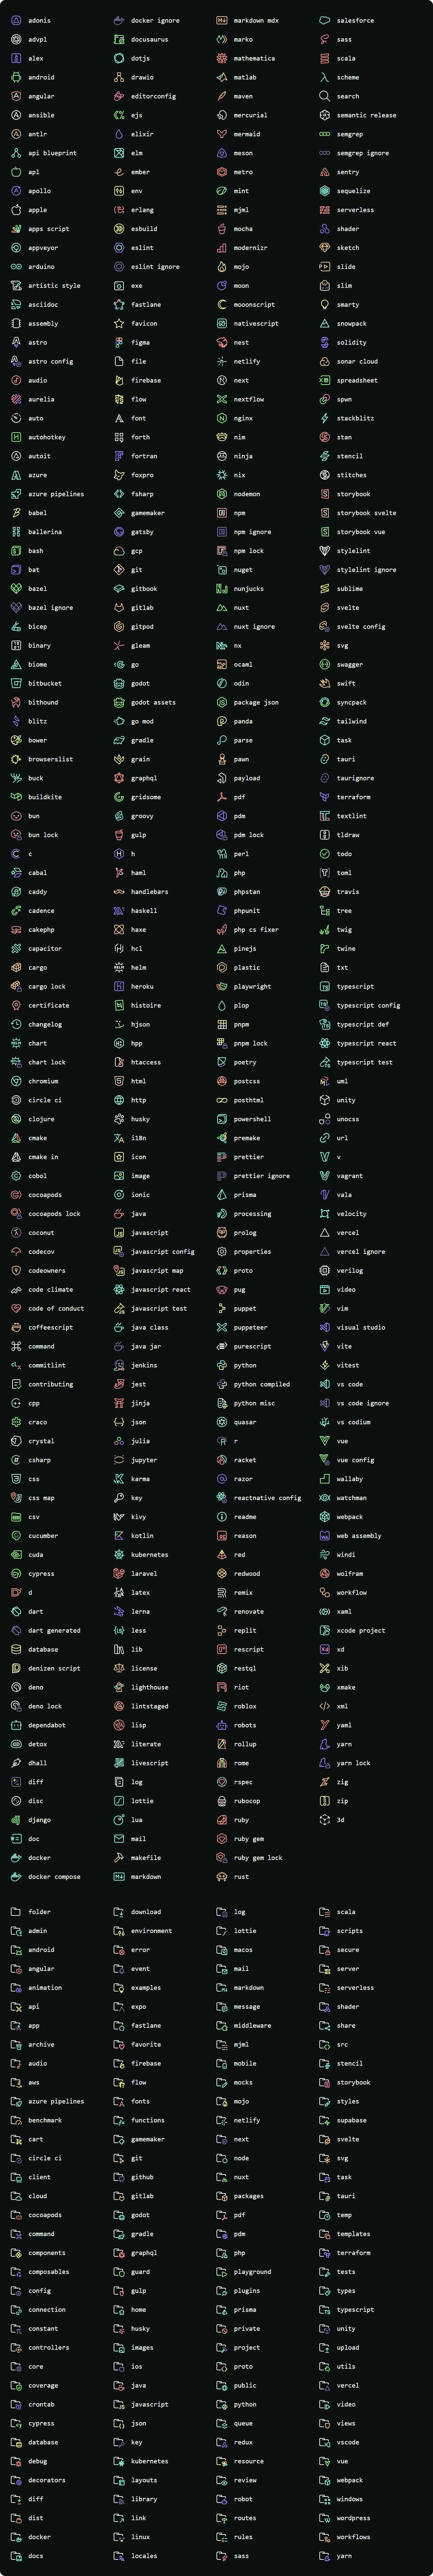 adonis
advpl
alex
android
angular
ansible
antlr
api blueprint
apl
apollo
apple
apps script
appveyor
arduino
artistic style
asciidoc
assembly
astro
astro config
audio
aurelia
auto
autohotkey
autoit
azure
azure pipelines
babel
ballerina
bash
bat
bazel
bazel ignore
bicep
binary
biome
bitbucket
bithound
blitz
bower
browserslist
buck
buildkite
bun
bun lock
c
cabal
caddy
cadence
cakephp
capacitor
cargo
cargo lock
certificate
changelog
chart
chart lock
chromium
circle ci
clojure
cmake
cmake in
cobol
cocoapods
cocoapods lock
coconut
codecov
codeowners
code climate
code of conduct
coffeescript
command
commitlint
contributing
cpp
craco
crystal
csharp
css
css map
csv
cucumber
cuda
cypress
d
dart
dart generated
database
denizen script
deno
deno lock
dependabot
detox
dhall
diff
disc
django
doc
docker
docker compose
docker ignore
docusaurus
dotjs
drawio
editorconfig
ejs
elixir
elm
ember
env
erlang
esbuild
eslint
eslint ignore
exe
fastlane
favicon
figma
file
firebase
flow
font
forth
fortran
foxpro
fsharp
gamemaker
gatsby
gcp
git
gitbook
gitlab
gitpod
gleam
go
godot
godot assets
go mod
gradle
grain
graphql
gridsome
groovy
gulp
h
haml
handlebars
haskell
haxe
hcl
helm
heroku
histoire
hjson
hpp
htaccess
html
http
husky
i18n
icon
image
ionic
java
javascript
javascript config
javascript map
javascript react
javascript test
java class
java jar
jenkins
jest
jinja
json
julia
jupyter
karma
key
kivy
kotlin
kubernetes
laravel
latex
lerna
less
lib
license
lighthouse
lintstaged
lisp
literate
livescript
log
lottie
lua
mail
makefile
markdown
markdown mdx
marko
mathematica
matlab
maven
mercurial
mermaid
meson
metro
mint
mjml
mocha
modernizr
mojo
moon
mooonscript
nativescript
nest
netlify
next
nextflow
nginx
nim
ninja
nix
nodemon
npm
npm ignore
npm lock
nuget
nunjucks
nuxt
nuxt ignore
nx
ocaml
odin
package json
panda
parse
pawn
payload
pdf
pdm
pdm lock
perl
php
phpstan
phpunit
php cs fixer
pinejs
plastic
playwright
plop
pnpm
pnpm lock
poetry
postcss
posthtml
powershell
premake
prettier
prettier ignore
prisma
processing
prolog
properties
proto
pug
puppet
puppeteer
purescript
python
python compiled
python misc
quasar
r
racket
razor
reactnative config
readme
reason
red
redwood
remix
renovate
replit
rescript
restql
riot
roblox
robots
rollup
rome
rspec
rubocop
ruby
ruby gem
ruby gem lock
rust
salesforce
sass
scala
scheme
search
semantic release
semgrep
semgrep ignore
sentry
sequelize
serverless
shader
sketch
slide
slim
smarty
snowpack
solidity
sonar cloud
spreadsheet
spwn
stackblitz
stan
stencil
stitches
storybook
storybook svelte
storybook vue
stylelint
stylelint ignore
sublime
svelte
svelte config
svg
swagger
swift
syncpack
tailwind
task
tauri
taurignore
terraform
textlint
tldraw
todo
toml
travis
tree
twig
twine
txt
typescript
typescript config
typescript def
typescript react
typescript test
uml
unity
unocss
url
v
vagrant
vala
velocity
vercel
vercel ignore
verilog
video
vim
visual studio
vite
vitest
vs code
vs code ignore
vs codium
vue
vue config
wallaby
watchman
webpack
web assembly
windi
wolfram
workflow
xaml
xcode project
xd
xib
xmake
xml
yaml
yarn
yarn lock
zig
zip
3d
folder
admin
android
angular
animation
api
app
archive
audio
aws
azure pipelines
benchmark
cart
circle ci
client
cloud
cocoapods
command
components
composables
config
connection
constant
controllers
core
coverage
crontab
cypress
database
debug
decorators
diff
dist
docker
docs
download
environment
error
event
examples
expo
fastlane
favorite
firebase
flow
fonts
functions
gamemaker
git
github
gitlab
godot
gradle
graphql
guard
gulp
home
husky
images
ios
java
javascript
json
key
kubernetes
layouts
library
link
linux
locales
log
lottie
macos
mail
markdown
message
middleware
mjml
mobile
mocks
mojo
netlify
next
node
nuxt
packages
pdf
pdm
php
playground
plugins
prisma
private
project
proto
public
python
queue
redux
resource
review
robot
routes
rules
sass
scala
scripts
secure
server
serverless
shader
share
src
stencil
storybook
styles
supabase
svelte
svg
task
tauri
temp
templates
terraform
tests
types
typescript
unity
upload
utils
vercel
video
views
vscode
vue
webpack
windows
wordpress
workflows
yarn